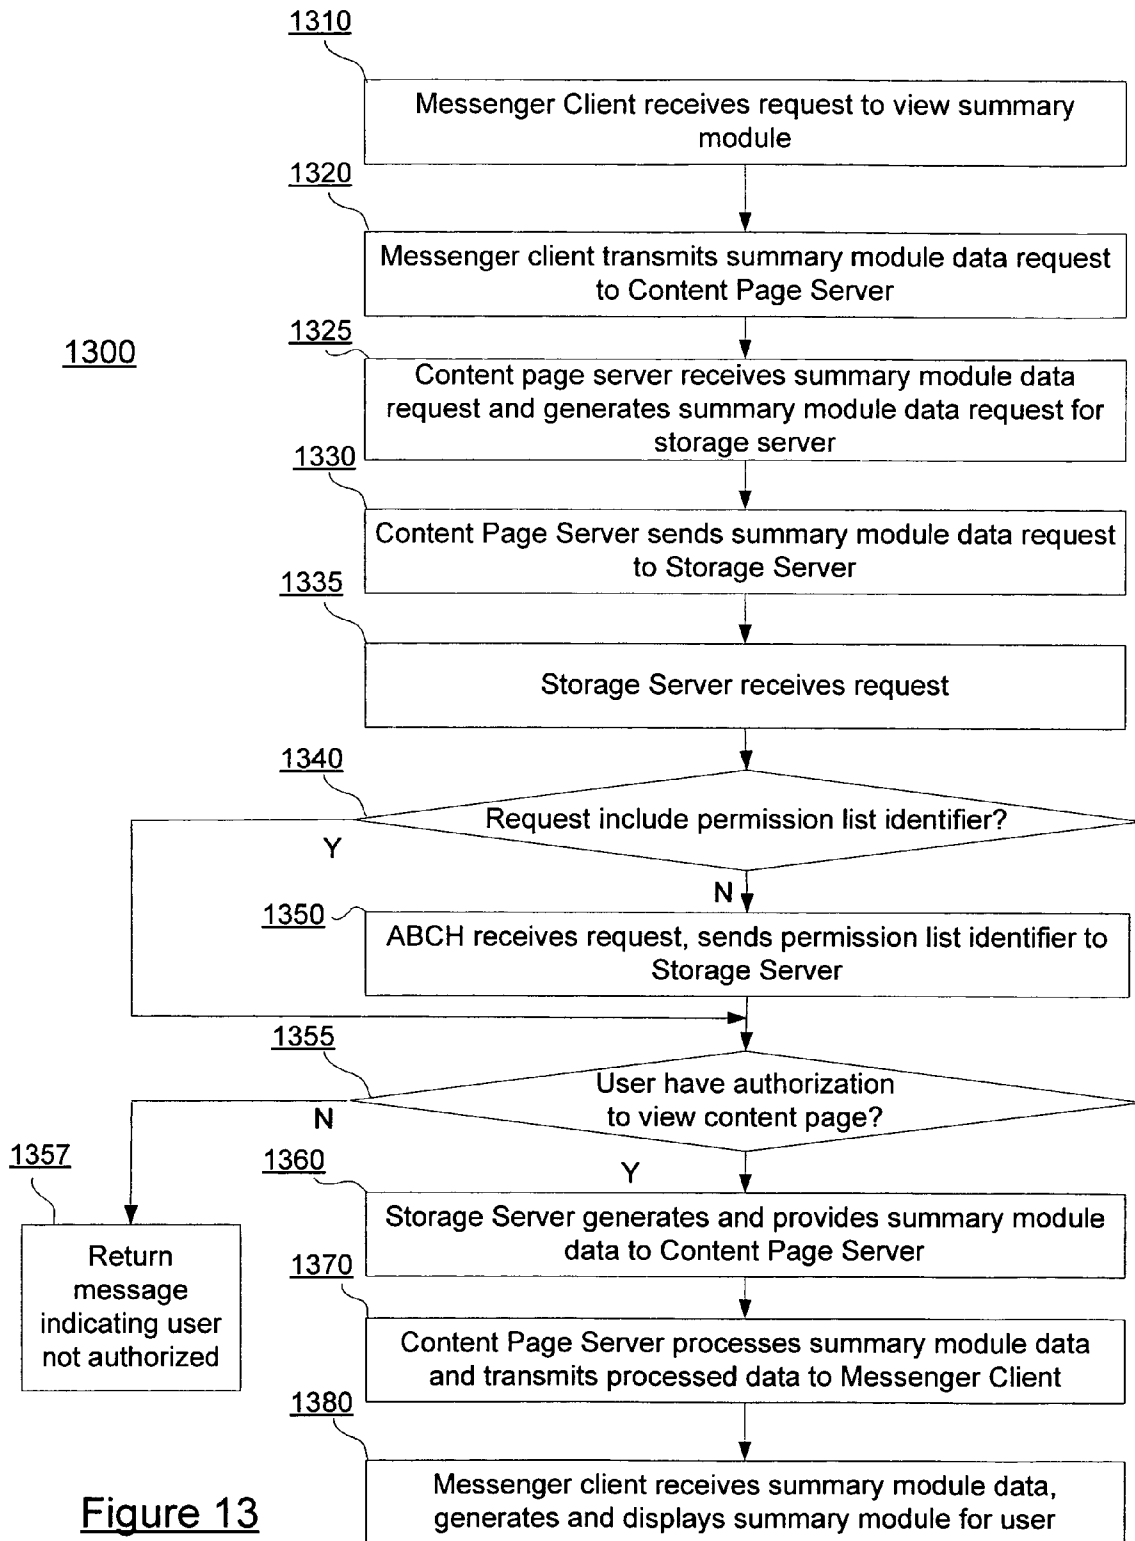 1310
Messenger Client receives request to view summary
module
1320
Messenger client transmits summary module data request
to Content Page Server
1300
1325
Content page server receives summary module data
request and generates summary module data request for
storage server
1330
Content Page Server sends summary module data request
to Storage Server
1335
Storage Server receives request
1340
Request include permission list identifier?
Y
N
1350
ABCH receives request, sends permission list identifier to
Storage Server
1355
User have authorization
to view content page?
N
Y
1357
Return
message
indicating user
not authorized
1360
Storage Server generates and provides summary module
data to Content Page Server
1370
Content Page Server processes summary module data
and transmits processed data to Messenger Client
1380
Messenger client receives summary module data,
generates and displays summary module for user
Figure 13